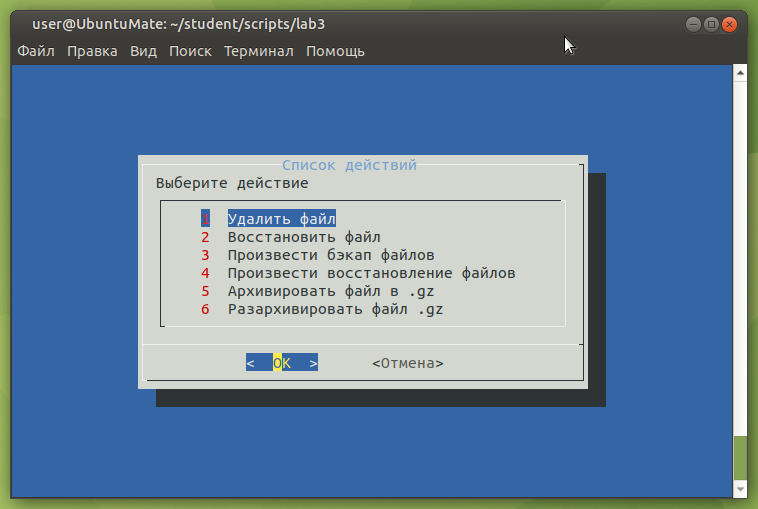 user@UbuntuMate: ~/student/scripts/lab3
Файл Правка Вид Поиск Терминал Помощь
Список действий
Выберите действие
1 Удалить файл
2 Восстановить файл
3 Произвести бэкап файлов
4 Произвести восстановление файлов
5 Архивировать файл в .gz
6 Разархивировать файл .gz
< OK > <Отмена>